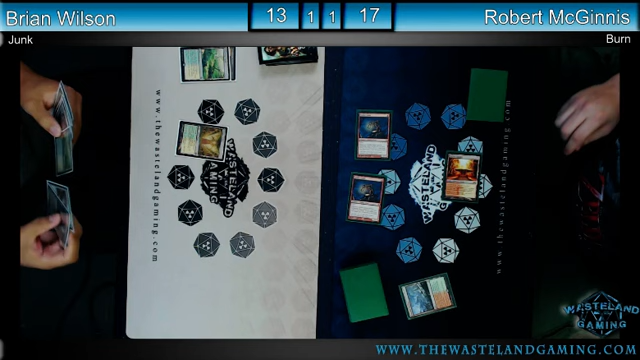 Brian Wilson
13
1
1
17
Robert McGinnis
Junk
Burn
www.thewastelandgaming.com
WASTELAND
GAMING
WASTELAND
GAMING
www.thewastelandgaming.com
WASTELAND
GAMING
WWW.THEWASTELANDGAMING.COM